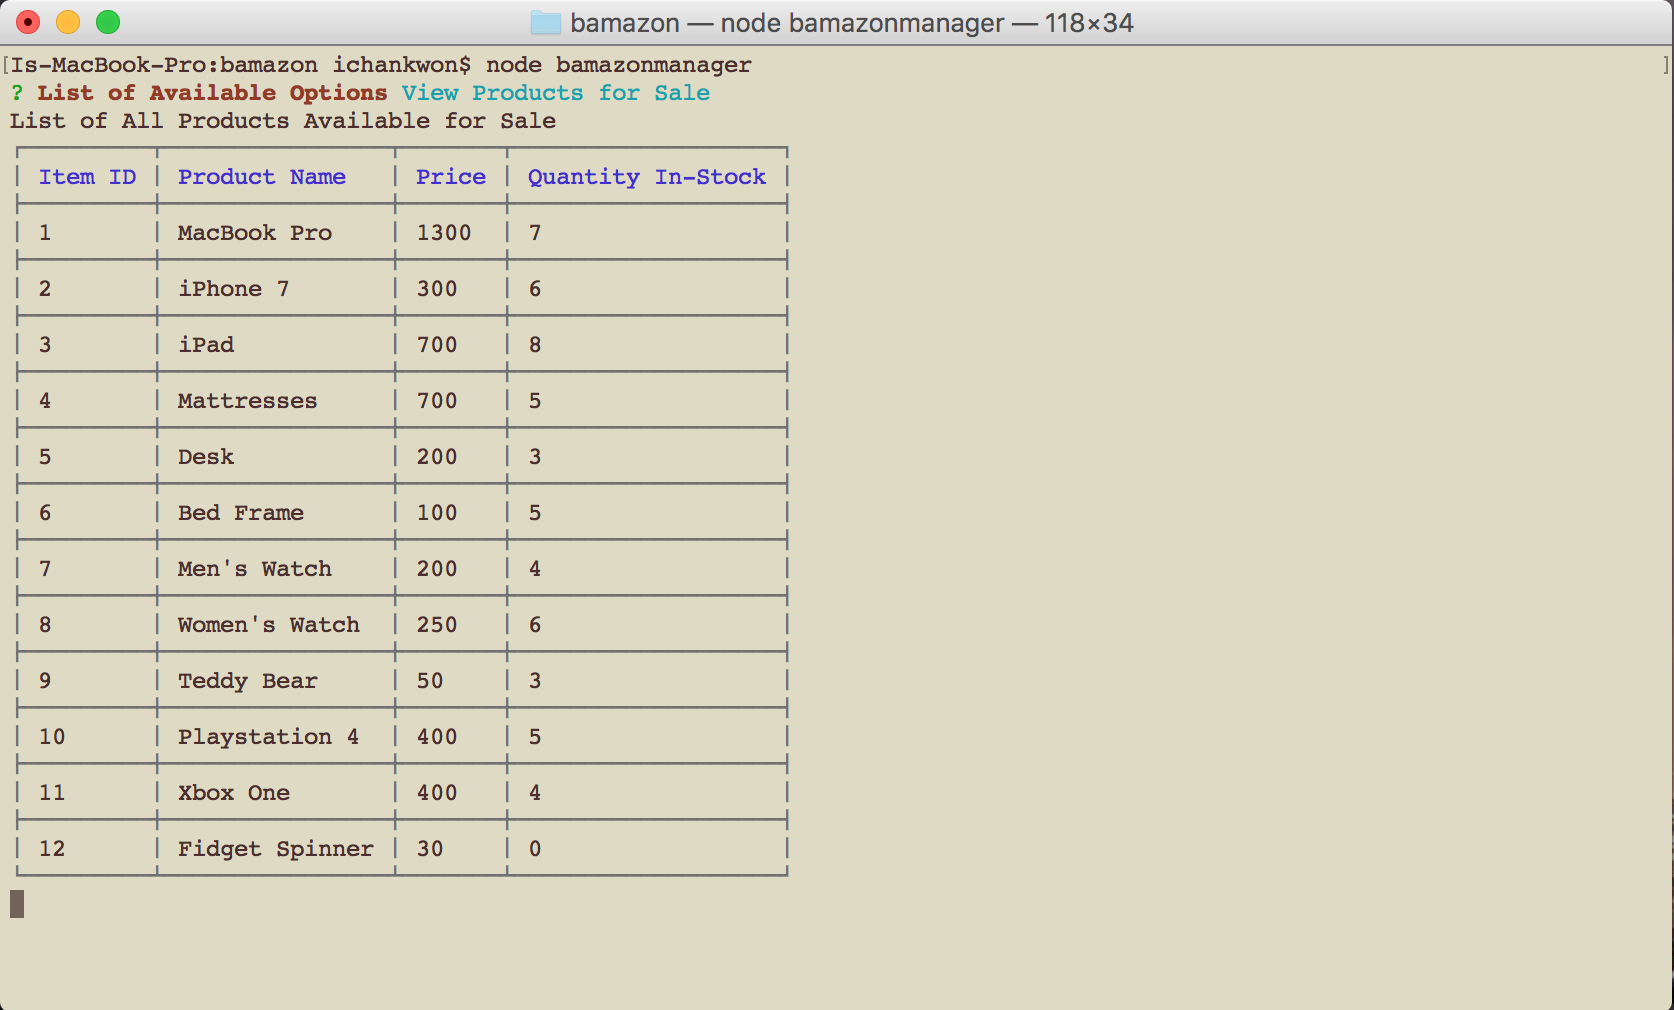 bamazon — node bamazonmanager — 118×34
[Is-MacBook-Pro:bamazon ichankwon$ node bamazonmanager ]
? List of Available Options View Products for Sale
List of All Products Available for Sale
Item ID Product Name Price Quantity In-Stock
1 MacBook Pro 1300 7
2 iPhone 7 300 6
3 iPad 700 8
4 Mattresses 700 5
5 Desk 200 3
6 Bed Frame 100 5
7 Men's Watch 200 4
8 Women's Watch 250 6
9 Teddy Bear 50 3
10 Playstation 4 400 5
11 Xbox One 400 4
12 Fidget Spinner 30 0